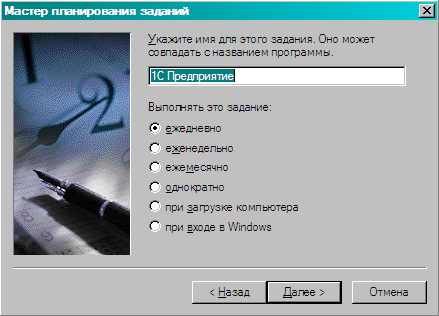 Мастер планирования заданий
Укажите имя для этого задания. Оно может
совпадать с названием программы.
1С Предприятие
Выполнять это задание:
ежедневно
еженедельно
ежемесячно
однократно
при загрузке компьютера
при входе в Windows
< Назад
Далее >
Отмена